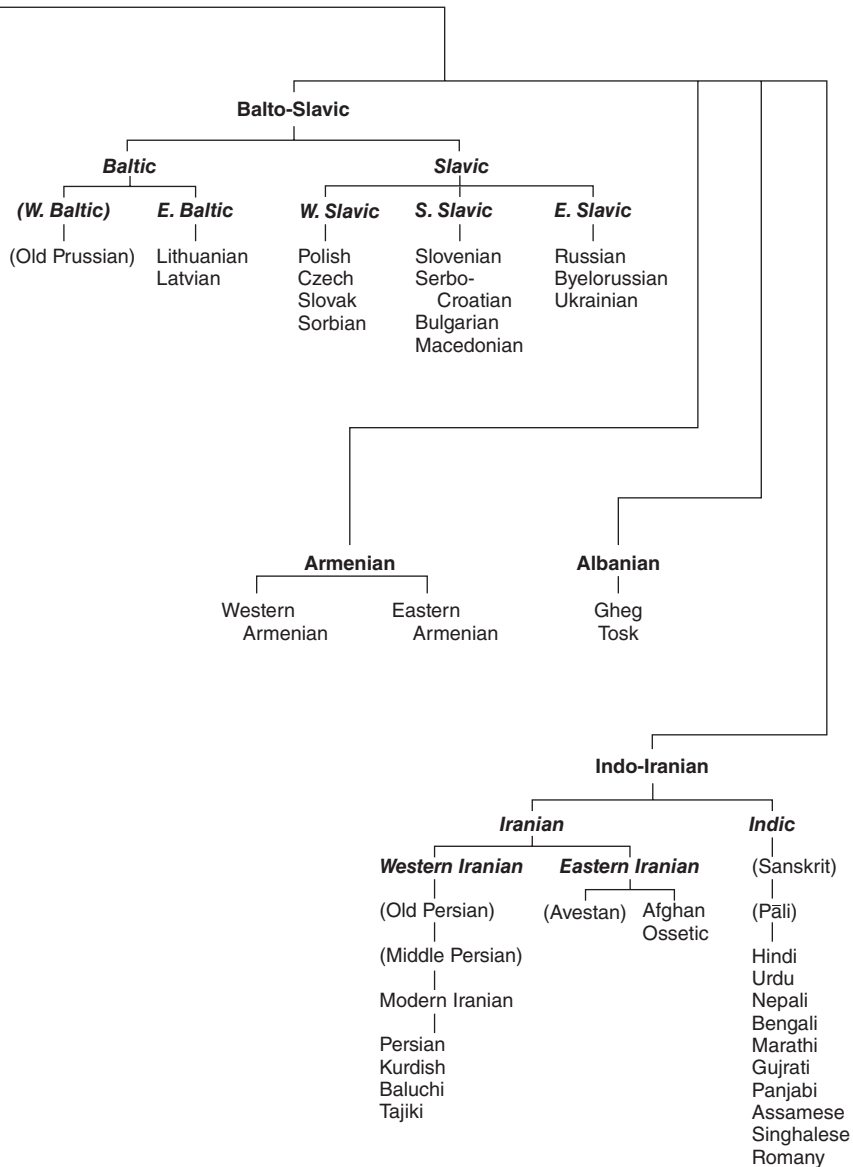 Balto-Slavic
Baltic
Slavic
(W. Baltic)
E. Baltic
W. Slavic
S. Slavic
E. Slavic
(Old Prussian)
Lithuanian
Latvian
Polish
Czech
Slovak
Sorbian
Slovenian
Serbo-
Croatian
Bulgarian
Macedonian
Russian
Byelorussian
Ukrainian
Armenian
Western
Armenian
Eastern
Armenian
Albanian
Gheg
Tosk
Indo-Iranian
Iranian
Indic
Western Iranian
Eastern Iranian
(Old Persian)
(Middle Persian)
Modern Iranian
Persian
Kurdish
Baluchi
Tajiki
(Avestan)
Afghan
Ossetic
(Sanskrit)
(Pāli)
Hindi
Urdu
Nepali
Bengali
Marathi
Gujrati
Panjabi
Assamese
Singhalese
Romany